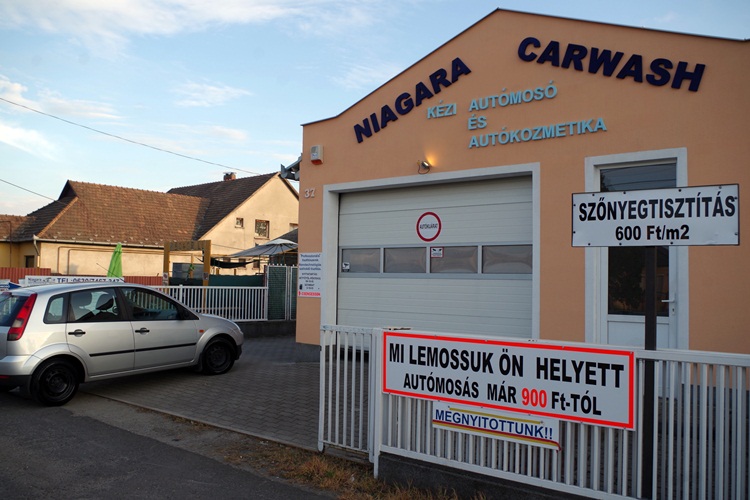 NIAGARA CARWASH
KÉZI AUTÓMOSÓ
ÉS
AUTÓKOZMETIKA
32
SZŐNYEGTISZTÍTÁS
600 Ft/m2
MI LEMOSSUK ÖN HELYETT
AUTÓMOSÁS MÁR 900 Ft-TÓL
MEGNYITOTTUNK!!